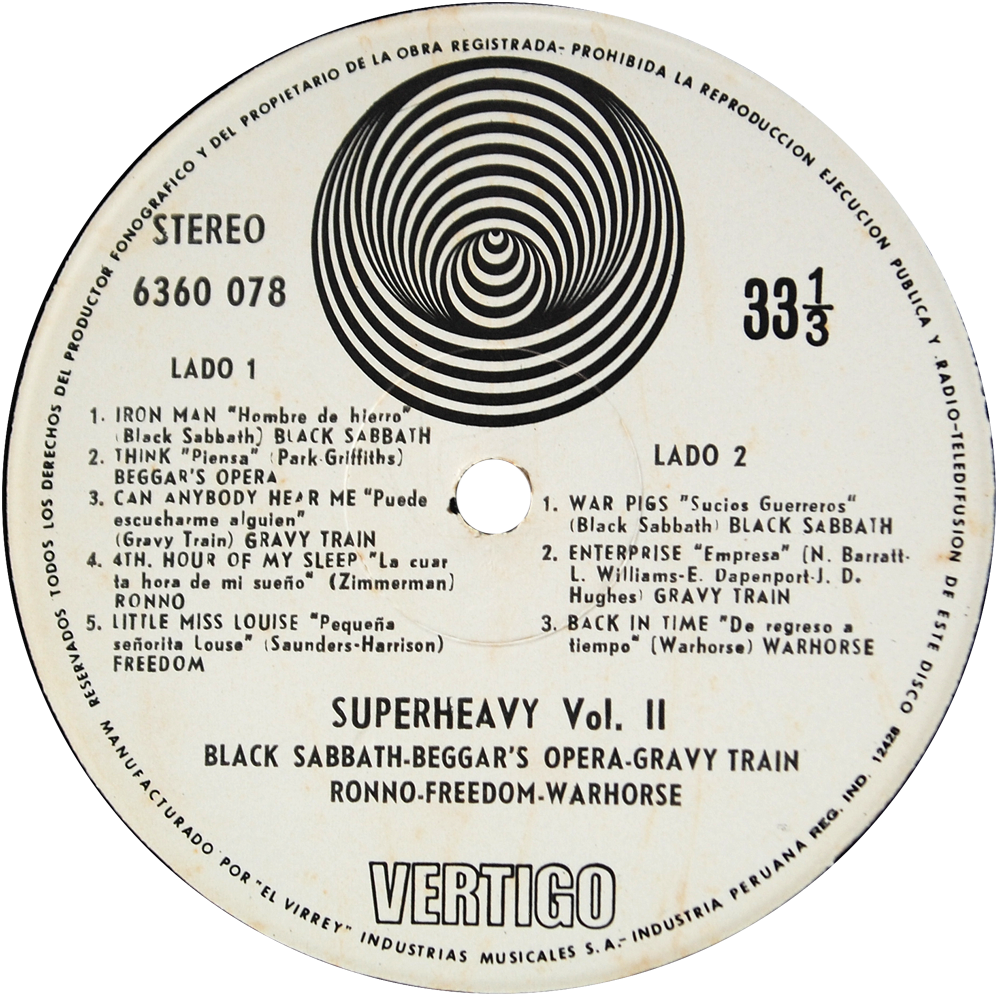 RESERVADOS TODOS LOS DERECHOS DEL PRODUCTOR FONOGRAFICO Y DEL PROPIETARIO DE LA OBRA REGISTRADA- PROHIBIDA LA REPRODUCCION EJECUCION PUBLICA Y RADIO-TELEDIFUSION DE ESTE DISCO
STEREO
6360 078
33 1/3
LADO 1
1. IRON MAN "Hombre de hierro"
(Black Sabbath) BLACK SABBATH
2. THINK "Piensa" (Park-Griffiths)
BEGGAR'S OPERA
3. CAN ANYBODY HEAR ME "Puede
escucharme alguien"
(Gravy Train) GRAVY TRAIN
4. 4TH. HOUR OF MY SLEEP "La cuar
ta hora de mi sueño" (Zimmerman)
RONNO
5. LITTLE MISS LOUISE "Pequeña
señorita Louse" (Saunders-Harrison)
FREEDOM
LADO 2
1. WAR PIGS "Sucios Guerreros"
(Black Sabbath) BLACK SABBATH
2. ENTERPRISE "Empresa" (N. Barratt-
L. Williams-E. Dapenport-J. D.
Hughes) GRAVY TRAIN
3. BACK IN TIME "De regreso a
tiempo" (Warhorse) WARHORSE
SUPERHEAVY Vol. II
BLACK SABBATH-BEGGAR'S OPERA-GRAVY TRAIN
RONNO-FREEDOM-WARHORSE
VERTIGO
MANUFACTURADO POR "EL VIRREY" INDUSTRIAS MUSICALES S.A.- INDUSTRIA PERUANA REG. IND. 12428